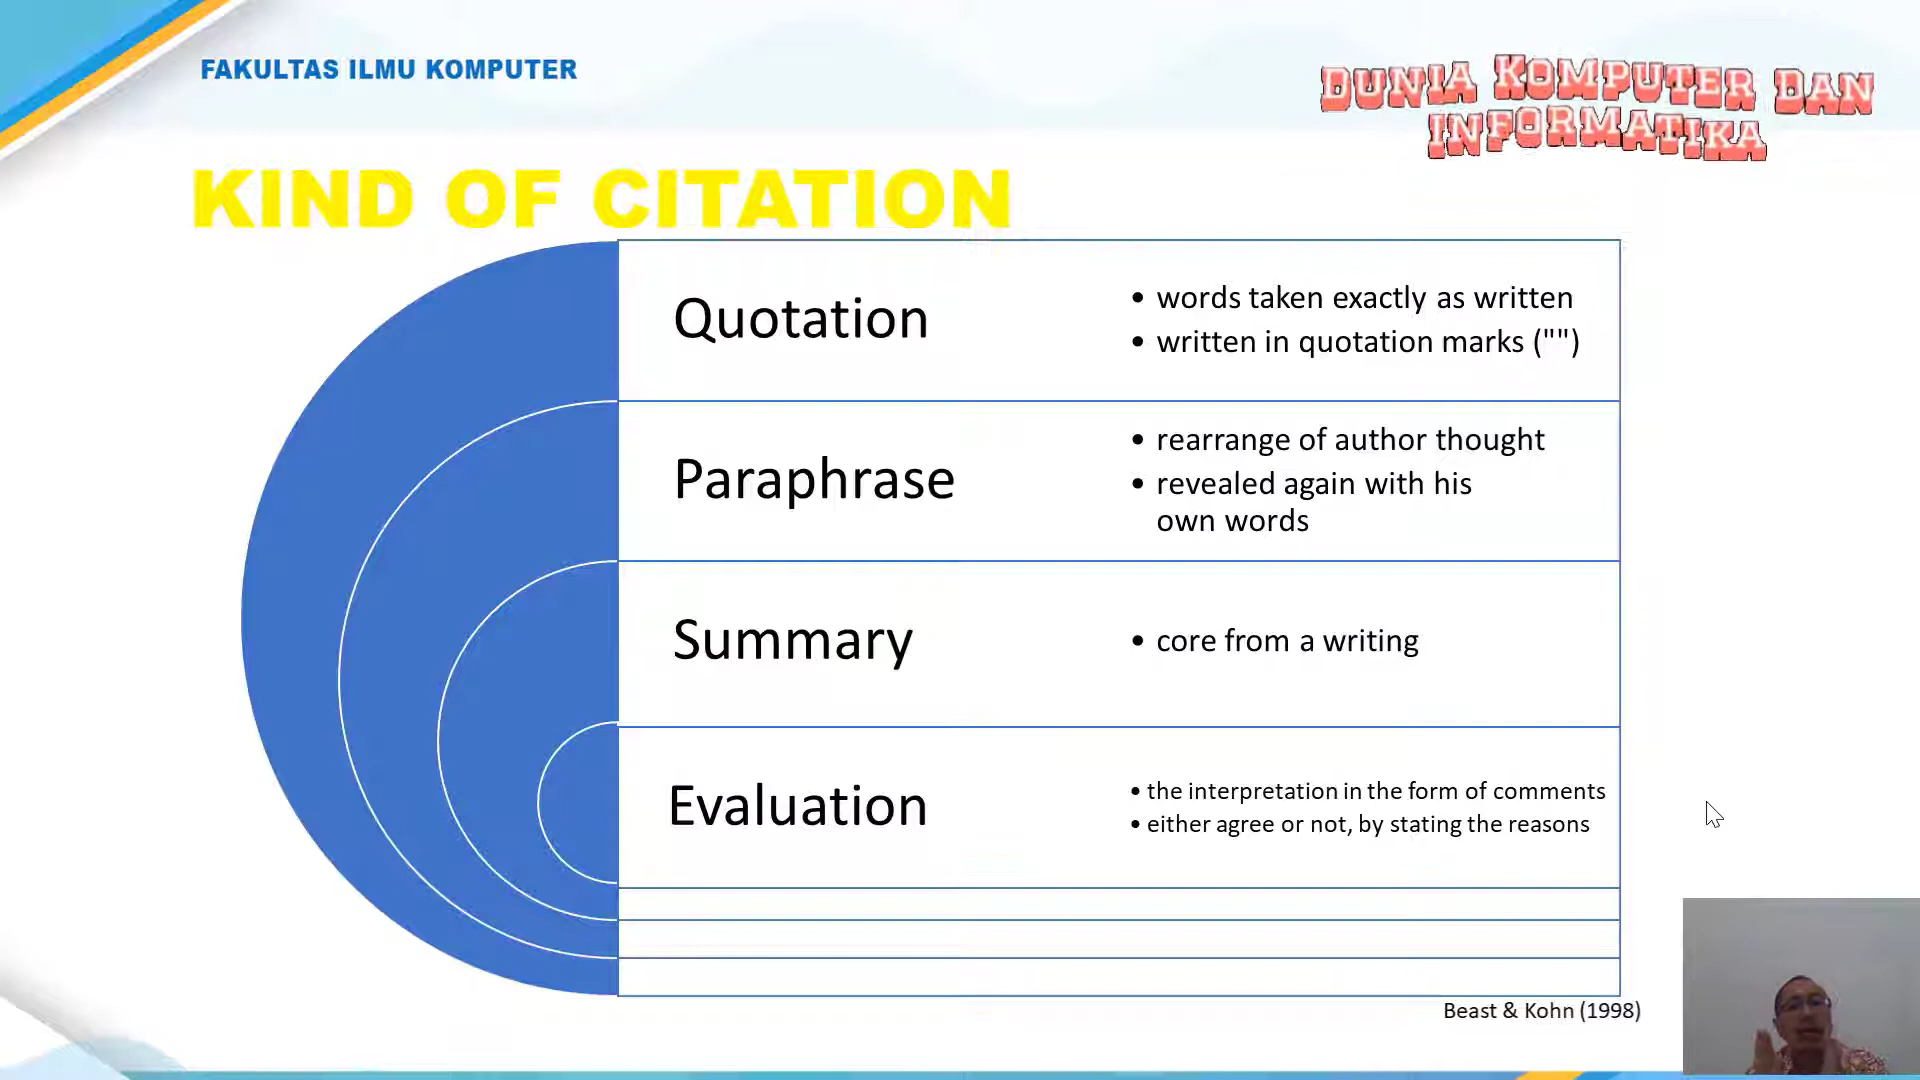 FAKULTAS ILMU KOMPUTER
DUNIA KOMPUTER DAN
INFORMATIKA
KIND OF CITATION
Quotation
• words taken exactly as written
• written in quotation marks ("")
Paraphrase
• rearrange of author thought
• revealed again with his
own words
Summary
• core from a writing
Evaluation
• the interpretation in the form of comments
• either agree or not, by stating the reasons
Beast & Kohn (1998)